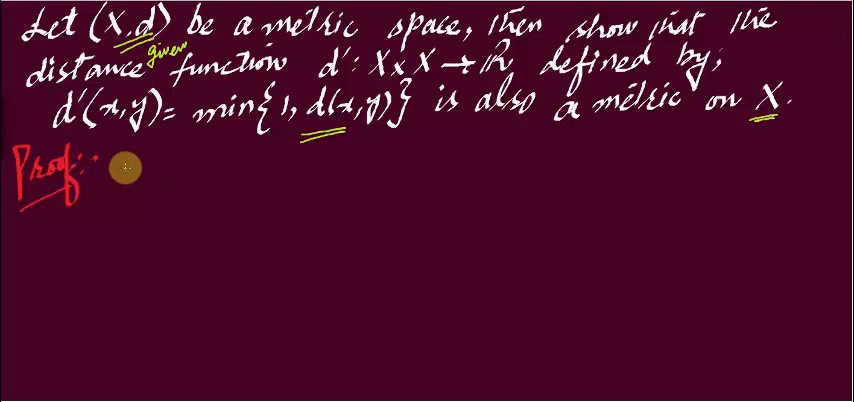 Let (X,d) be a metric space, then show that the
distance given function d': X×X→R defined by;
d'(x,y)= min{1, d(x,y)} is also a metric on X.
Proof:-